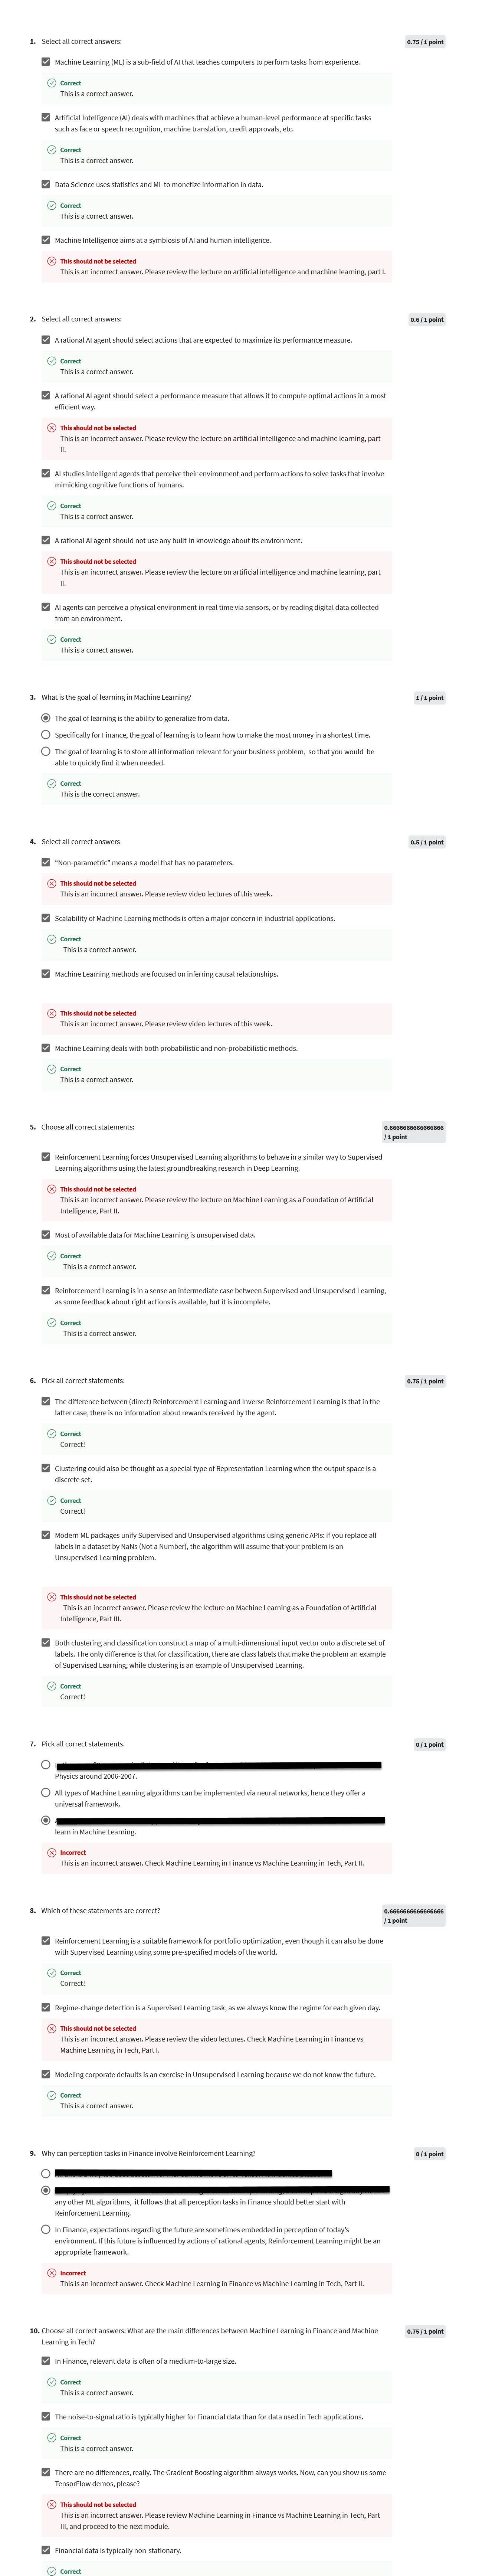 1. Select all correct answers:
0.75 / 1 point
Machine Learning (ML) is a sub-field of AI that teaches computers to perform tasks from experience.
Correct
This is a correct answer.
Artificial Intelligence (AI) deals with machines that achieve a human-level performance at specific tasks
such as face or speech recognition, machine translation, credit approvals, etc.
Correct
This is a correct answer.
Data Science uses statistics and ML to monetize information in data.
Correct
This is a correct answer.
Machine Intelligence aims at a symbiosis of AI and human intelligence.
This should not be selected
This is an incorrect answer. Please review the lecture on artificial intelligence and machine learning, part I.
2. Select all correct answers:
0.6 / 1 point
A rational AI agent should select actions that are expected to maximize its performance measure.
Correct
This is a correct answer.
A rational AI agent should select a performance measure that allows it to compute optimal actions in a most
efficient way.
This should not be selected
This is an incorrect answer. Please review the lecture on artificial intelligence and machine learning, part
II.
AI studies intelligent agents that perceive their environment and perform actions to solve tasks that involve
mimicking cognitive functions of humans.
Correct
This is a correct answer.
A rational AI agent should not use any built-in knowledge about its environment.
This should not be selected
This is an incorrect answer. Please review the lecture on artificial intelligence and machine learning, part
II.
AI agents can perceive a physical environment in real time via sensors, or by reading digital data collected
from an environment.
Correct
This is a correct answer.
3. What is the goal of learning in Machine Learning?
1 / 1 point
The goal of learning is the ability to generalize from data.
Specifically for Finance, the goal of learning is to learn how to make the most money in a shortest time.
The goal of learning is to store all information relevant for your business problem, so that you would be
able to quickly find it when needed.
Correct
This is the correct answer.
4. Select all correct answers
0.5 / 1 point
"Non-parametric" means a model that has no parameters.
This should not be selected
This is an incorrect answer. Please review video lectures of this week.
Scalability of Machine Learning methods is often a major concern in industrial applications.
Correct
This is a correct answer.
Machine Learning methods are focused on inferring causal relationships.
This should not be selected
This is an incorrect answer. Please review video lectures of this week.
Machine Learning deals with both probabilistic and non-probabilistic methods.
Correct
This is a correct answer.
5. Choose all correct statements:
0.6666666666666666
/ 1 point
Reinforcement Learning forces Unsupervised Learning algorithms to behave in a similar way to Supervised
Learning algorithms using the latest groundbreaking research in Deep Learning.
This should not be selected
This is an incorrect answer. Please review the lecture on Machine Learning as a Foundation of Artificial
Intelligence, Part II.
Most of available data for Machine Learning is unsupervised data.
Correct
This is a correct answer.
Reinforcement Learning is in a sense an intermediate case between Supervised and Unsupervised Learning,
as some feedback about right actions is available, but it is incomplete.
Correct
This is a correct answer.
6. Pick all correct statements:
0.75 / 1 point
The difference between (direct) Reinforcement Learning and Inverse Reinforcement Learning is that in the
latter case, there is no information about rewards received by the agent.
Correct
Correct!
Clustering could also be thought as a special type of Representation Learning when the output space is a
discrete set.
Correct
Correct!
Modern ML packages unify Supervised and Unsupervised algorithms using generic APIs: if you replace all
labels in a dataset by NaNs (Not a Number), the algorithm will assume that your problem is an
Unsupervised Learning problem.
This should not be selected
This is an incorrect answer. Please review the lecture on Machine Learning as a Foundation of Artificial
Intelligence, Part III.
Both clustering and classification construct a map of a multi-dimensional input vector onto a discrete set of
labels. The only difference is that for classification, there are class labels that make the problem an example
of Supervised Learning, while clustering is an example of Unsupervised Learning.
Correct
Correct!
7. Pick all correct statements.
0 / 1 point
Physics around 2006-2007.
All types of Machine Learning algorithms can be implemented via neural networks, hence they offer a
universal framework.
learn in Machine Learning.
Incorrect
This is an incorrect answer. Check Machine Learning in Finance vs Machine Learning in Tech, Part II.
8. Which of these statements are correct?
0.6666666666666666
/ 1 point
Reinforcement Learning is a suitable framework for portfolio optimization, even though it can also be done
with Supervised Learning using some pre-specified models of the world.
Correct
Correct!
Regime-change detection is a Supervised Learning task, as we always know the regime for each given day.
This should not be selected
This is an incorrect answer. Please review the video lectures. Check Machine Learning in Finance vs
Machine Learning in Tech, Part I.
Modeling corporate defaults is an exercise in Unsupervised Learning because we do not know the future.
Correct
This is a correct answer.
9. Why can perception tasks in Finance involve Reinforcement Learning?
0 / 1 point
any other ML algorithms, it follows that all perception tasks in Finance should better start with
Reinforcement Learning.
In Finance, expectations regarding the future are sometimes embedded in perception of today's
environment. If this future is influenced by actions of rational agents, Reinforcement Learning might be an
appropriate framework.
Incorrect
This is an incorrect answer. Check Machine Learning in Finance vs Machine Learning in Tech, Part II.
10. Choose all correct answers: What are the main differences between Machine Learning in Finance and Machine
Learning in Tech?
0.75 / 1 point
In Finance, relevant data is often of a medium-to-large size.
Correct
This is a correct answer.
The noise-to-signal ratio is typically higher for Financial data than for data used in Tech applications.
Correct
This is a correct answer.
There are no differences, really. The Gradient Boosting algorithm always works. Now, can you show us some
TensorFlow demos, please?
This should not be selected
This is an incorrect answer. Please review Machine Learning in Finance vs Machine Learning in Tech, Part
III, and proceed to the next module.
Financial data is typically non-stationary.
Correct